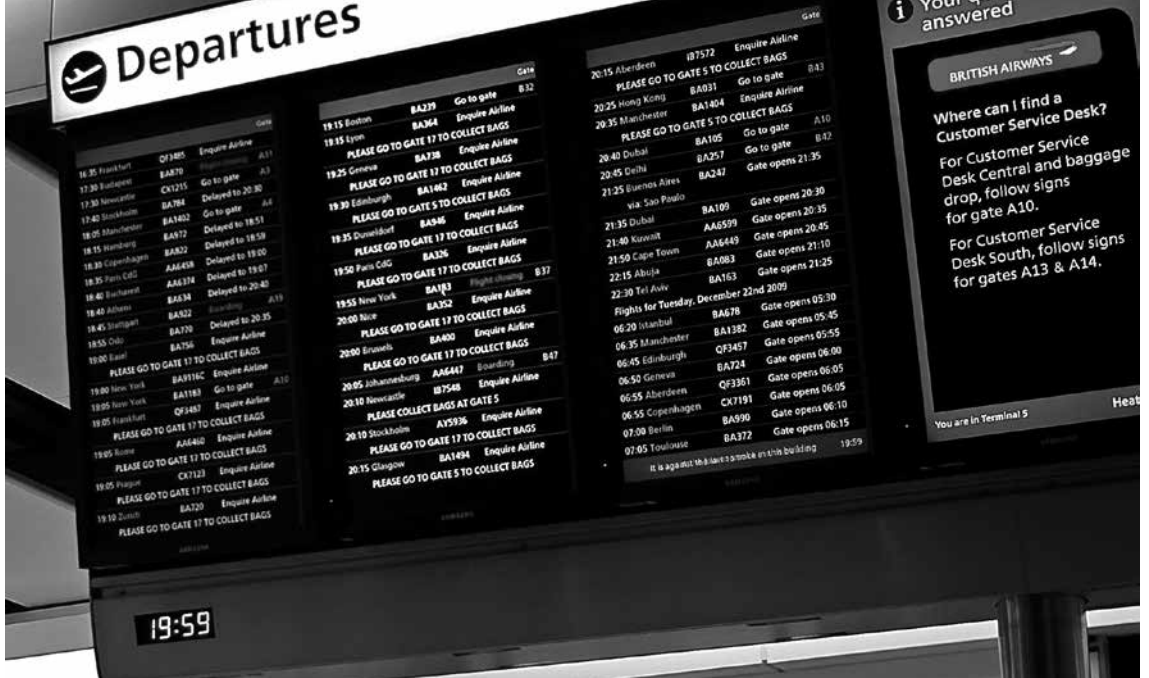 Departures
Gate
16:35 Frankfurt QF3485 Enquire Airline
17:30 Budapest BA870 A11
17:30 Newcastle CX1215 Go to gate A3
17:40 Stockholm BA784 Delayed to 20:30
18:05 Manchester BA1402 Go to gate A4
18:15 Hamburg BA972 Delayed to 18:51
18:30 Copenhagen BA822 Delayed to 18:59
18:35 Paris CdG AA6458 Delayed to 19:00
18:40 Bucharest AA6374 Delayed to 19:07
18:40 Athens BA634 Delayed to 20:40
18:45 Stuttgart BA922 Boarding
18:55 Oslo BA770 Delayed to 20:35
19:00 Basel BA756 Enquire Airline
PLEASE GO TO GATE 17 TO COLLECT BAGS
19:00 New York BA9116C Enquire Airline
19:05 New York BA1183 Go to gate A10
19:05 Frankfurt QF3487 Enquire Airline
PLEASE GO TO GATE 17 TO COLLECT BAGS
19:05 Rome AA6460 Enquire Airline
PLEASE GO TO GATE 17 TO COLLECT BAGS
19:05 Prague CX7123 Enquire Airline
PLEASE GO TO GATE 17 TO COLLECT BAGS
19:10 Zurich BA720 Enquire Airline
PLEASE GO TO GATE 17 TO COLLECT BAGS
SAMSUNG
Gate
19:15 Boston BA239 Go to gate B32
19:15 Lyon BA364 Enquire Airline
PLEASE GO TO GATE 17 TO COLLECT BAGS
19:25 Geneva BA738 Enquire Airline
PLEASE GO TO GATE 17 TO COLLECT BAGS
19:30 Edinburgh BA1462 Enquire Airline
PLEASE GO TO GATE 5 TO COLLECT BAGS
19:35 Dusseldorf BA946 Enquire Airline
PLEASE GO TO GATE 17 TO COLLECT BAGS
19:50 Paris CdG BA326 Enquire Airline
PLEASE GO TO GATE 17 TO COLLECT BAGS
19:55 New York BA183 Flight closing B37
20:00 Nice BA352 Enquire Airline
PLEASE GO TO GATE 17 TO COLLECT BAGS
20:00 Brussels BA400 Enquire Airline
PLEASE GO TO GATE 17 TO COLLECT BAGS
20:05 Johannesburg AA6447 Boarding B47
20:10 Newcastle IB7548 Enquire Airline
PLEASE COLLECT BAGS AT GATE 5
20:10 Stockholm AY5936 Enquire Airline
PLEASE GO TO GATE 17 TO COLLECT BAGS
20:15 Glasgow BA1494 Enquire Airline
PLEASE GO TO GATE 5 TO COLLECT BAGS
SAMSUNG
Gate
20:15 Aberdeen IB7572 Enquire Airline
PLEASE GO TO GATE 5 TO COLLECT BAGS
20:25 Hong Kong BA031 Go to gate B43
20:35 Manchester BA1404 Enquire Airline
PLEASE GO TO GATE 5 TO COLLECT BAGS
20:40 Dubai BA105 Go to gate A10
20:45 Delhi BA257 Go to gate B42
21:25 Buenos Aires BA247 Gate opens 21:35
via: Sao Paulo
21:35 Dubai BA109 Gate opens 20:30
21:40 Kuwait AA6599 Gate opens 20:35
21:50 Cape Town AA6449 Gate opens 20:45
22:15 Abuja BA083 Gate opens 21:10
22:30 Tel Aviv BA163 Gate opens 21:25
Flights for Tuesday, December 22nd 2009
06:20 Istanbul BA678 Gate opens 05:30
06:35 Manchester BA1382 Gate opens 05:45
06:45 Edinburgh QF3457 Gate opens 05:55
06:50 Geneva BA724 Gate opens 06:00
06:55 Aberdeen QF3361 Gate opens 06:05
06:55 Copenhagen CX7191 Gate opens 06:05
07:00 Berlin BA990 Gate opens 06:10
07:05 Toulouse BA372 Gate opens 06:15
It is against the law to smoke in this building 19:59
SAMSUNG
i Your
answered
BRITISH AIRWAYS
Where can I find a
Customer Service Desk?
For Customer Service
Desk Central and baggage
drop, follow signs
for gate A10.
For Customer Service
Desk South, follow signs
for gates A13 & A14.
You are in Terminal 5 Heat
19:59